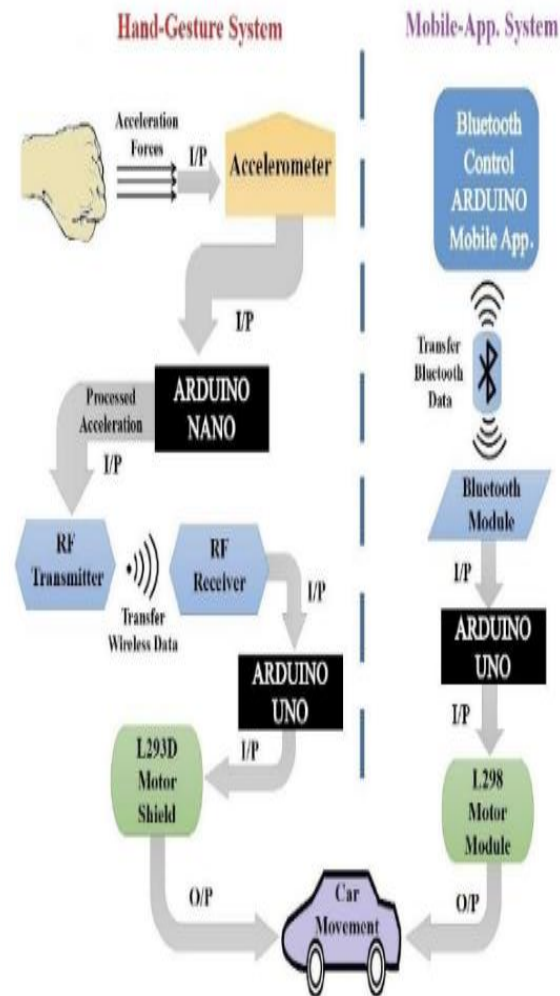 Hand-Gesture System
Acceleration
Forces
I/P
Accelerometer
I/P
ARDUINO
NANO
Processed
Acceleration
I/P
RF
Transmitter
Transfer
Wireless Data
RF
Receiver
I/P
ARDUINO
UNO
I/P
L293D
Motor
Shield
O/P
Mobile-App. System
Bluetooth
Control
ARDUINO
Mobile App.
Transfer
Bluetooth
Data
Bluetooth
Module
I/P
ARDUINO
UNO
I/P
L298
Motor
Module
O/P
Car
Movement